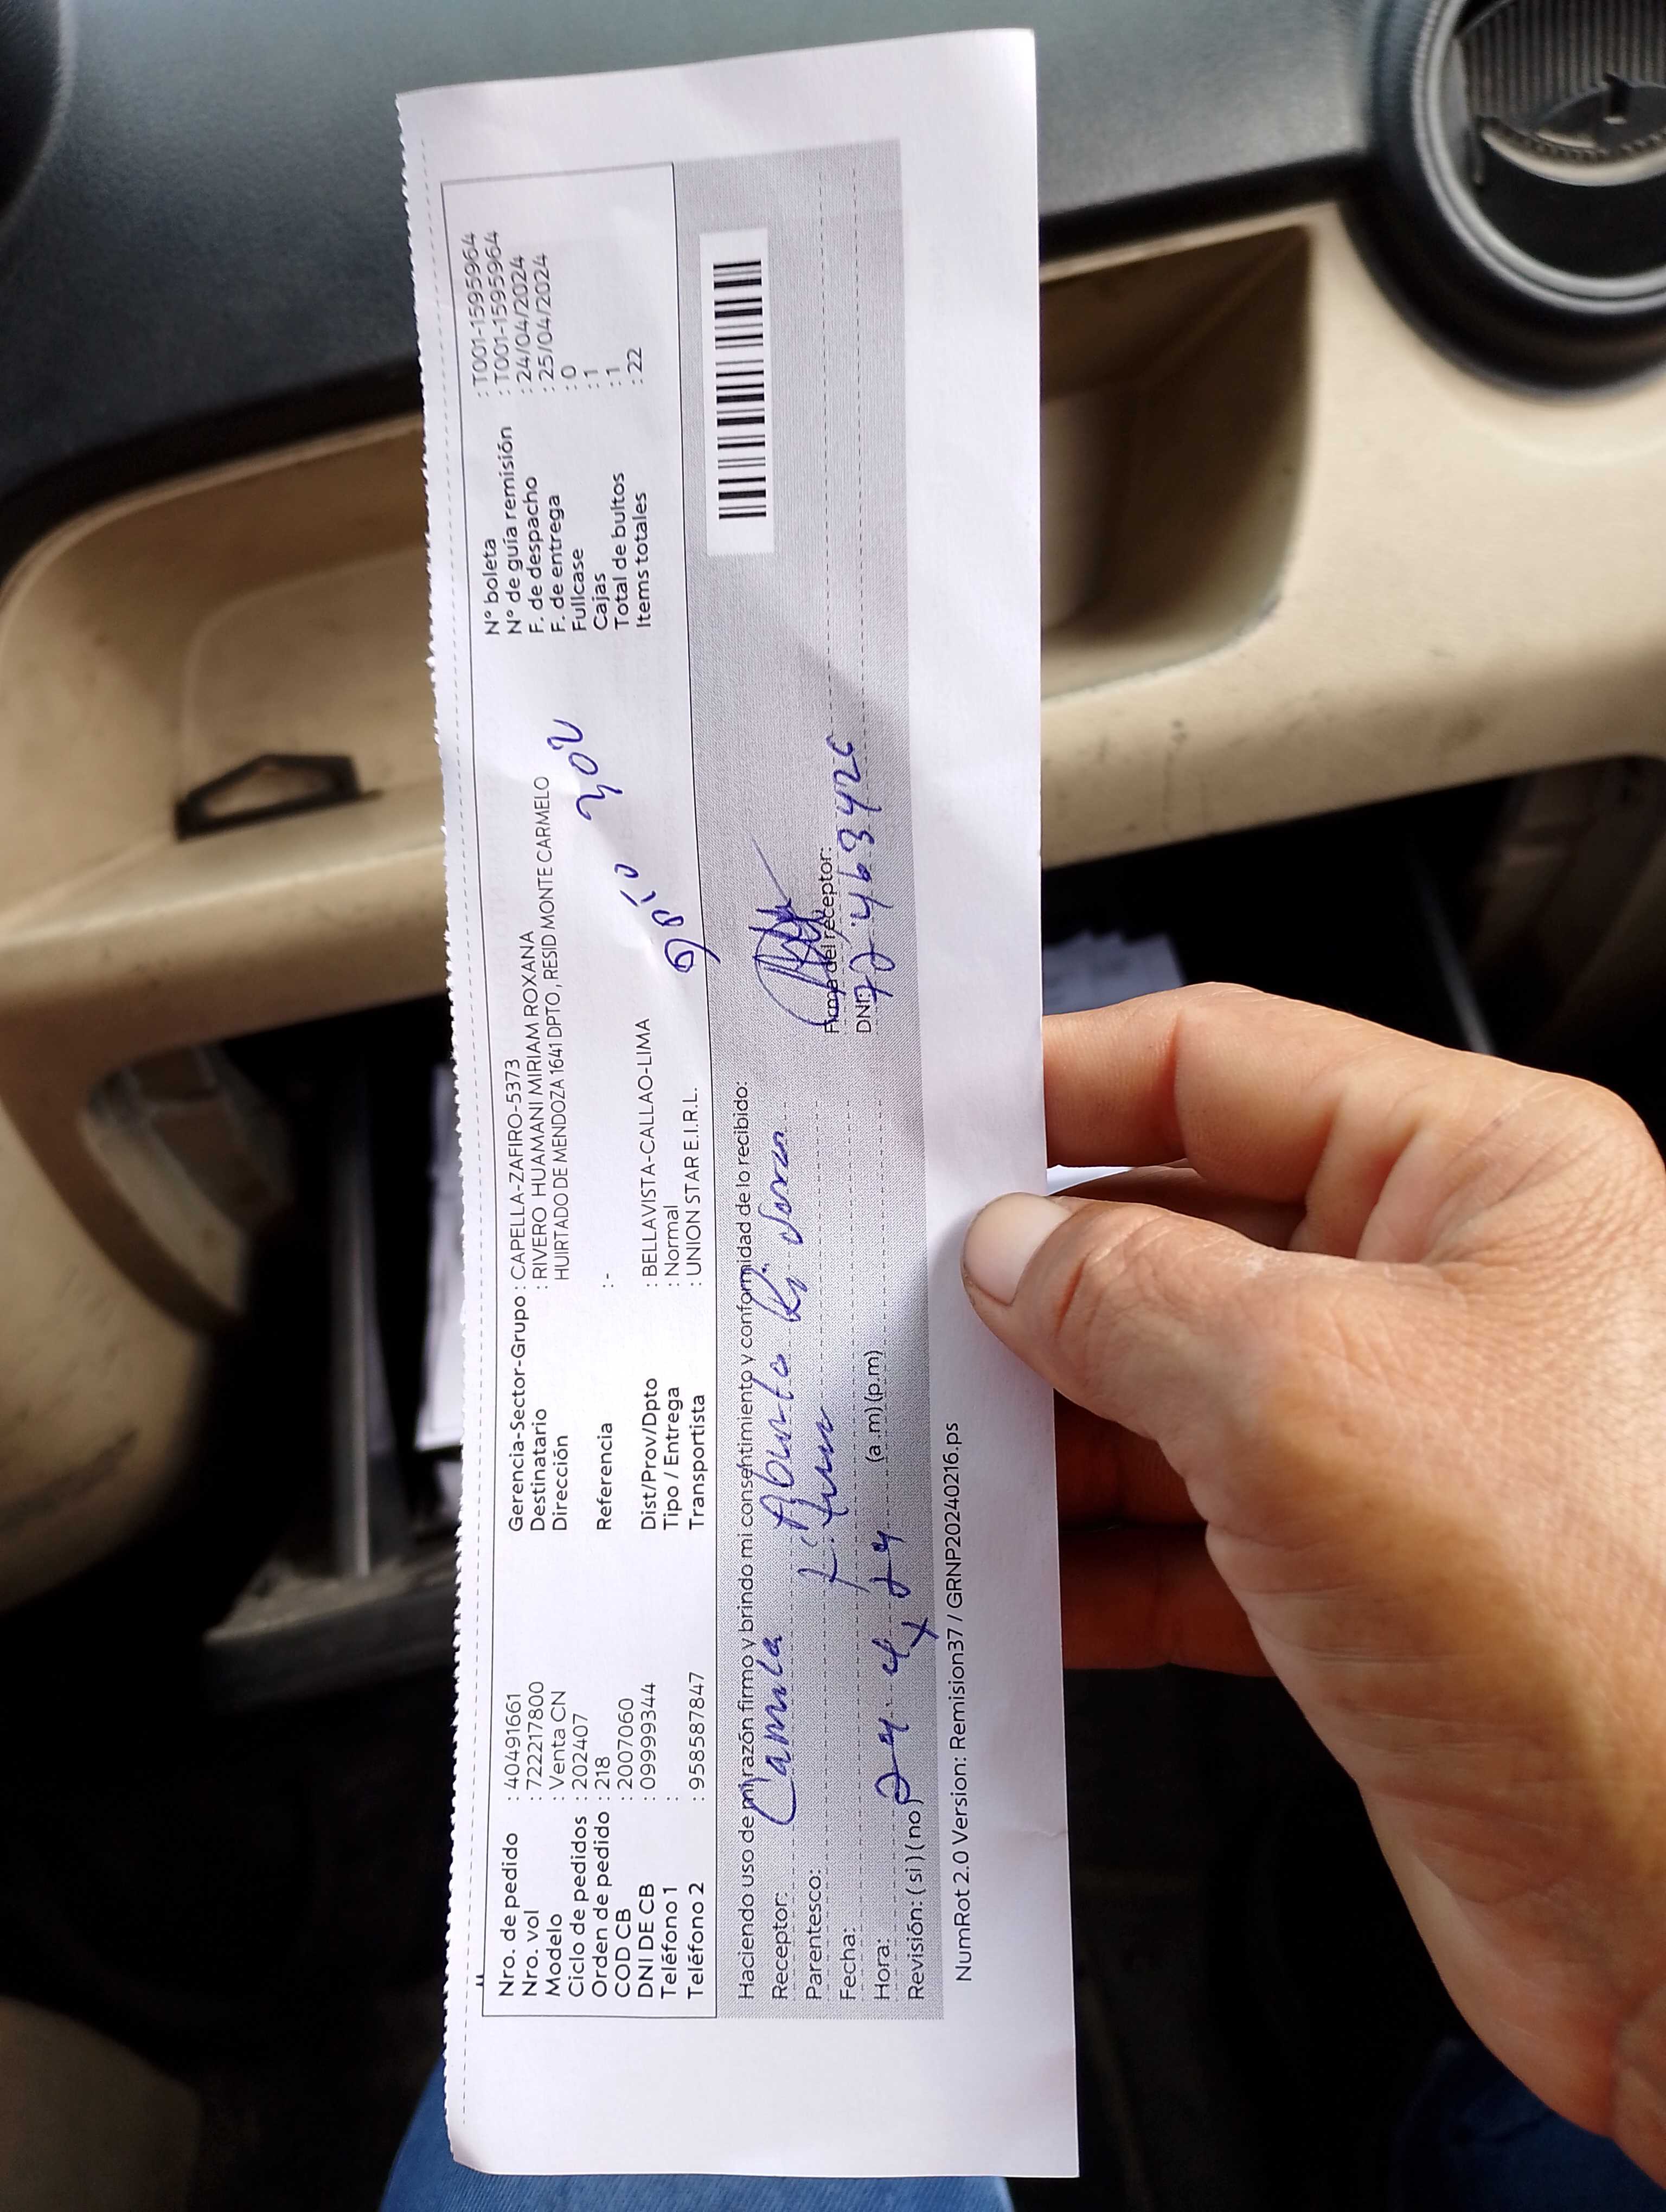 Nro. de pedido : 40491661
Nro. vol : 722217800
Modelo : Venta CN
Ciclo de pedidos : 202407
Orden de pedido : 218
COD CB : 2007060
DNI DE CB : 09999344
Teléfono 1 :
Teléfono 2 : 958587847
Gerencia-Sector-Grupo : CAPELLA-ZAFIRO-5373
Destinatario : RIVERO HUAMANI MIRIAM ROXANA
Dirección HUIRTADO DE MENDOZA 1641 DPTO, RESID MONTE CARMELO
Referencia :-
Dist/Prov/Dpto : BELLAVISTA-CALLAO-LIMA
Tipo / Entrega : Normal
Transportista : UNION STAR E.I.R.L.
302
N° boleta : T001-1595964
N° de guía remisión : T001-1595964
F. de despacho : 24/04/2024
F. de entrega : 25/04/2024
Fullcase : 0
Cajas : 1
Total de bultos : 1
Items totales : 22
Haciendo uso de mi razón firmo y brindo mi consentimiento y conformidad de lo recibido:
Receptor: Camila Abunto
Parentesco:
Fecha: 24 4 24
Hora: (a.m)(p.m)
Revisión: (si) (no)
Firma del receptor:
DNI:
NumRot 2.0 Version: Remision37 / GRNP20240216.ps